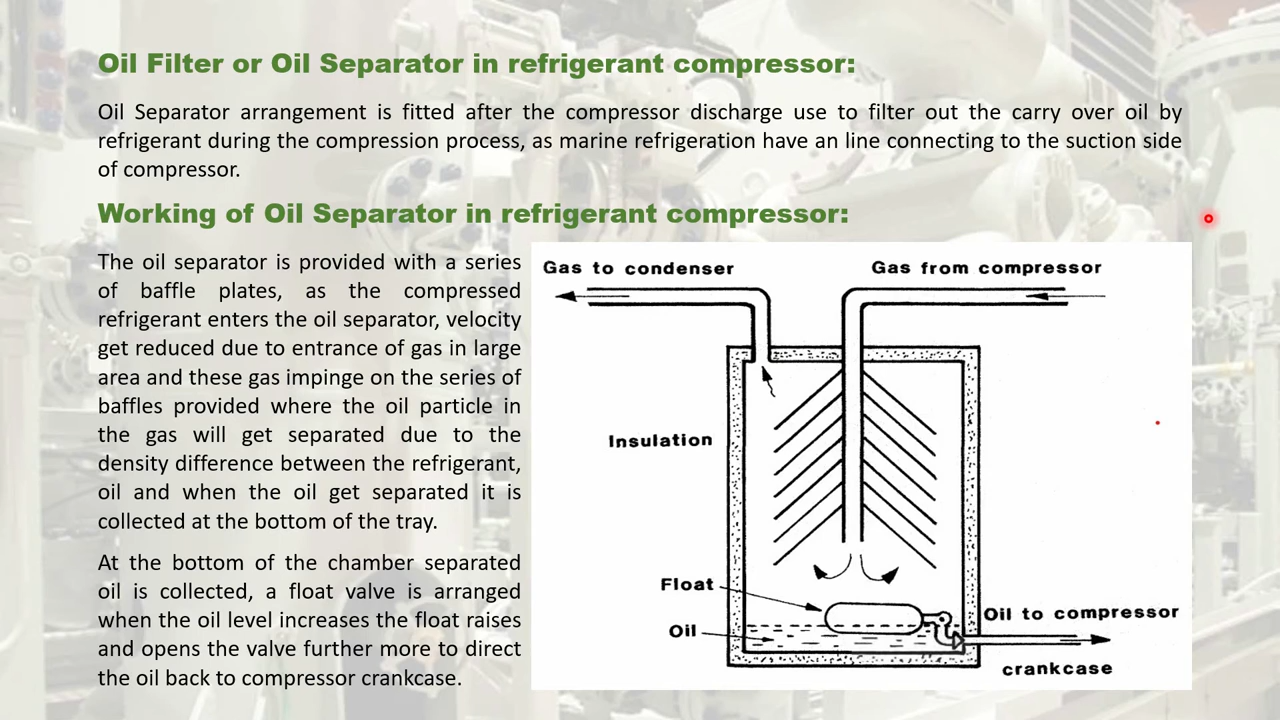 Oil Filter or Oil Separator in refrigerant compressor:
Oil Separator arrangement is fitted after the compressor discharge use to filter out the carry over oil by
refrigerant during the compression process, as marine refrigeration have an line connecting to the suction side
of compressor.
Working of Oil Separator in refrigerant compressor:
The oil separator is provided with a series
of baffle plates, as the compressed
refrigerant enters the oil separator, velocity
get reduced due to entrance of gas in large
area and these gas impinge on the series of
baffles provided where the oil particle in
the gas will get separated due to the
density difference between the refrigerant,
oil and when the oil get separated it is
collected at the bottom of the tray.
At the bottom of the chamber separated
oil is collected, a float valve is arranged
when the oil level increases the float raises
and opens the valve further more to direct
the oil back to compressor crankcase.
Gas to condenser
Gas from compressor
Insulation
Float
Oil
Oil to compressor
crankcase